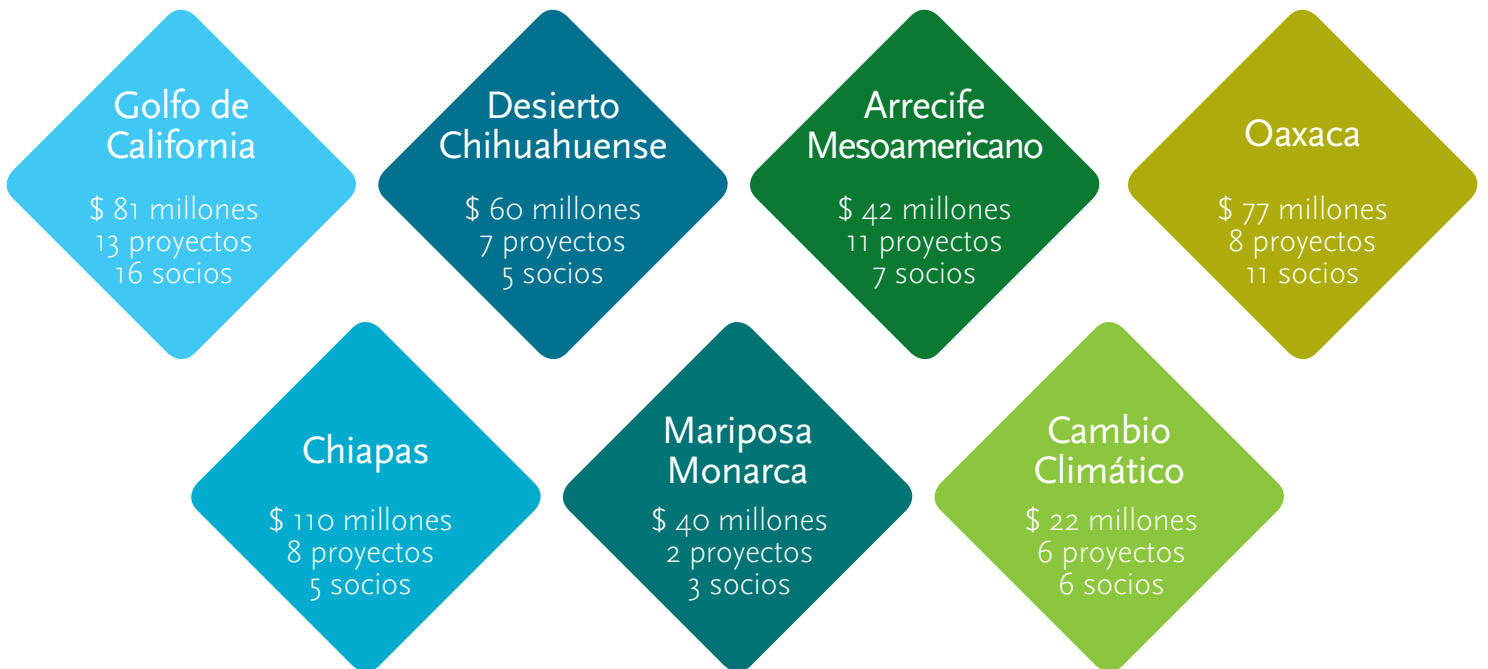 Golfo de
California
$ 81 millones
13 proyectos
16 socios
Desierto
Chihuahuense
$ 60 millones
7 proyectos
5 socios
Arrecife
Mesoamericano
$ 42 millones
11 proyectos
7 socios
Oaxaca
$ 77 millones
8 proyectos
11 socios
Chiapas
$ 110 millones
8 proyectos
5 socios
Mariposa
Monarca
$ 40 millones
2 proyectos
3 socios
Cambio
Climático
$ 22 millones
6 proyectos
6 socios